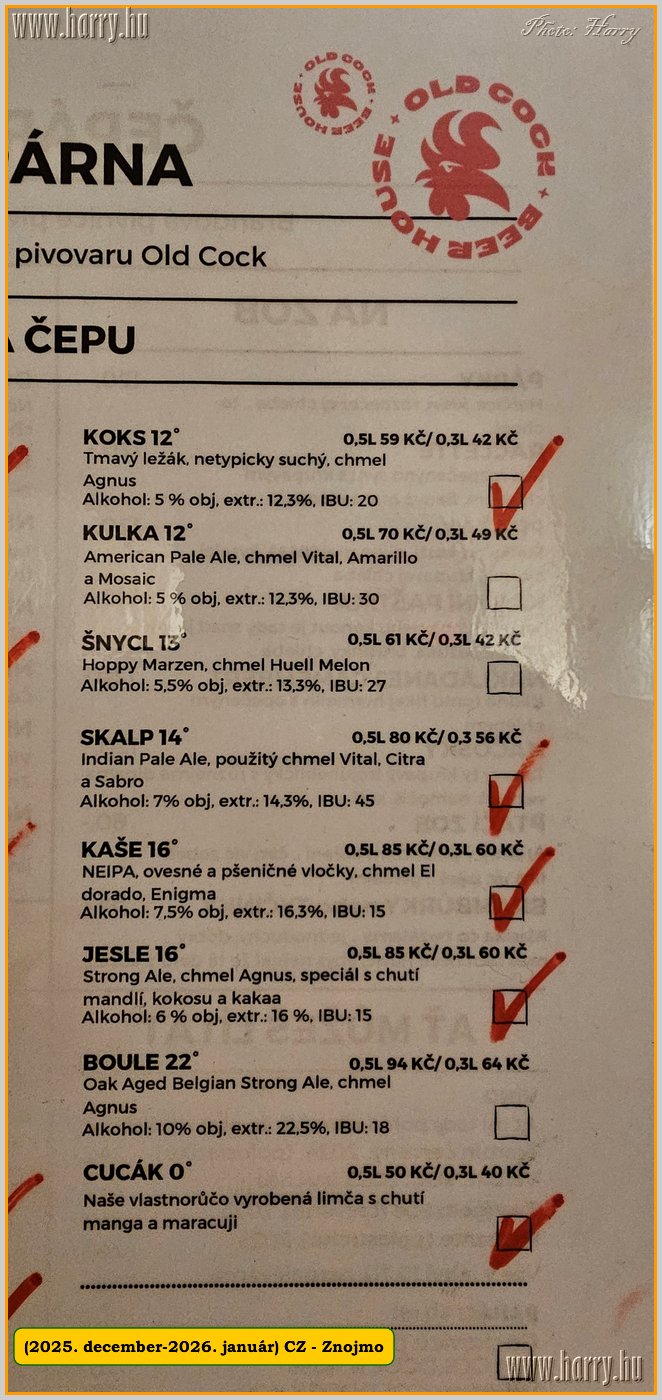 www.harry.hu
Photo: Harry
OLD COCK
BEER HOUSE
OLD COCK
BEER HOUSE
ÁRNA
pivovaru Old Cock
ČEPU
KOKS 12° 0,5L 59 KČ/ 0,3L 42 KČ
Tmavý ležák, netypicky suchý, chmel
Agnus
Alkohol: 5 % obj, extr.: 12,3%, IBU: 20
KULKA 12° 0,5L 70 KČ/ 0,3L 49 KČ
American Pale Ale, chmel Vital, Amarillo
a Mosaic
Alkohol: 5 % obj, extr.: 12,3%, IBU: 30
ŠNYCL 13° 0,5L 61 KČ/ 0,3L 42 KČ
Hoppy Marzen, chmel Huell Melon
Alkohol: 5,5% obj, extr.: 13,3%, IBU: 27
SKALP 14° 0,5L 80 KČ/ 0,3 56 KČ
Indian Pale Ale, použitý chmel Vital, Citra
a Sabro
Alkohol: 7% obj, extr.: 14,3%, IBU: 45
KAŠE 16° 0,5L 85 KČ/ 0,3L 60 KČ
NEIPA, ovesné a pšeničné vločky, chmel El
dorado, Enigma
Alkohol: 7,5% obj, extr.: 16,3%, IBU: 15
JESLE 16° 0,5L 85 KČ/ 0,3L 60 KČ
Strong Ale, chmel Agnus, speciál s chutí
mandlí, kokosu a kakaa
Alkohol: 6 % obj, extr.: 16 %, IBU: 15
BOULE 22° 0,5L 94 KČ/ 0,3L 64 KČ
Oak Aged Belgian Strong Ale, chmel
Agnus
Alkohol: 10% obj, extr.: 22,5%, IBU: 18
CUCÁK 0° 0,5L 50 KČ/ 0,3L 40 KČ
Naše vlastnorůčo vyrobená limča s chutí
manga a maracuji
(2025. december-2026. január) CZ - Znojmo
www.harry.hu